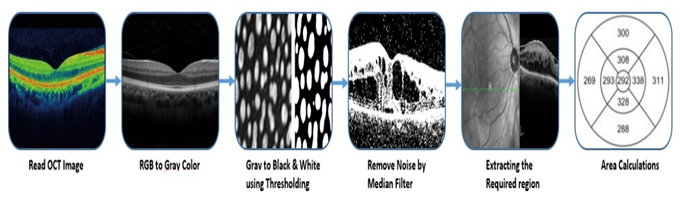 300
308
269 293 292 338 311
328
288
Read OCT Image
RGB to Gray Color
Grav to Black & White
using Thresholding
Remove Noise by
Median Filter
Extracting the
Required region
Area Calculations